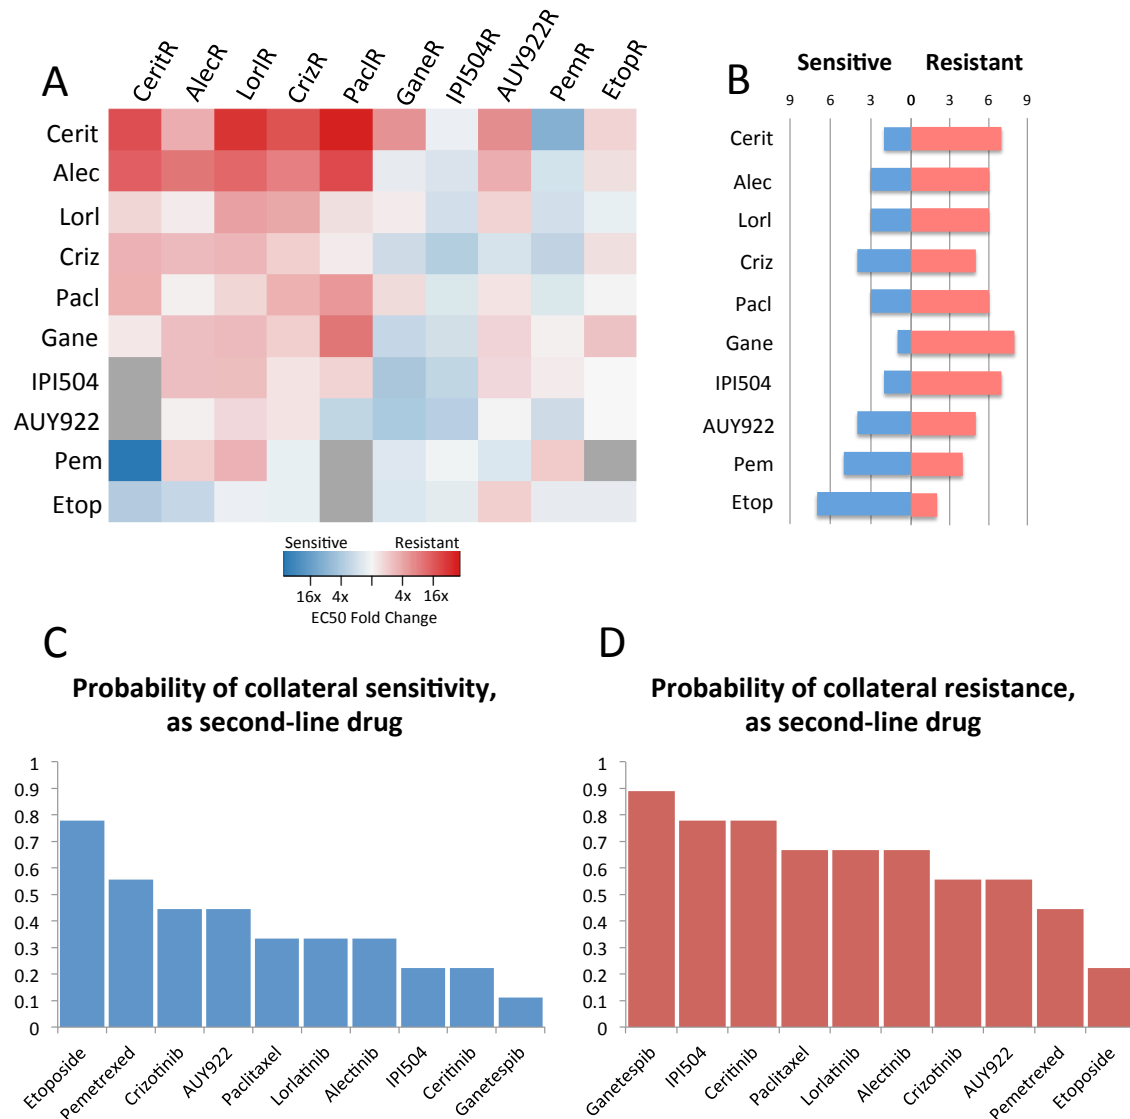 A
CeritR
AlecR
LorlR
CrizR
PaclR
GaneR
IPI504R
AUY922R
PemR
EtopR
Cerit
Alec
Lorl
Criz
Pacl
Gane
IPI504
AUY922
Pem
Etop
Sensitive Resistant
16x 4x 4x 16x
EC50 Fold Change
B
Sensitive Resistant
9 6 3 0 3 6 9
Cerit
Alec
Lorl
Criz
Pacl
Gane
IPI504
AUY922
Pem
Etop
C
Probability of collateral sensitivity,
as second-line drug
1
0.9
0.8
0.7
0.6
0.5
0.4
0.3
0.2
0.1
0
Etoposide
Pemetrexed
Crizotinib
AUY922
Paclitaxel
Lorlatinib
Alectinib
IPI504
Ceritinib
Ganetespib
D
Probability of collateral resistance,
as second-line drug
1
0.9
0.8
0.7
0.6
0.5
0.4
0.3
0.2
0.1
0
Ganetespib
IPI504
Ceritinib
Paclitaxel
Lorlatinib
Alectinib
Crizotinib
AUY922
Pemetrexed
Etoposide